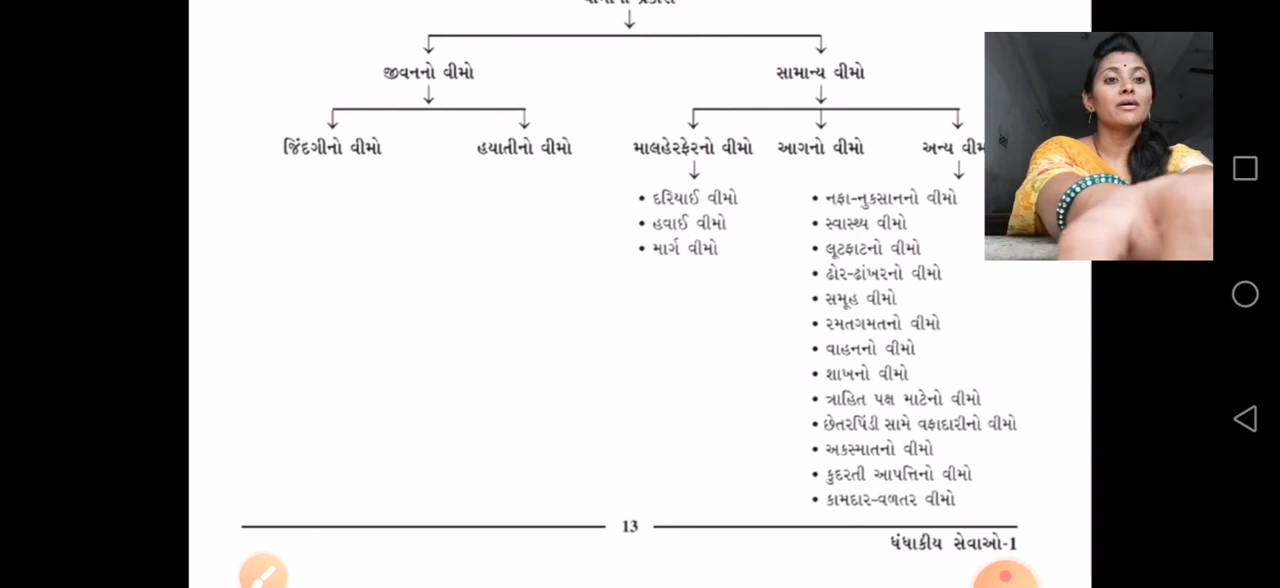 જીવનનો વીમો સામાન્ય વીમો
જિંદગીનો વીમો હયાતીનો વીમો માલહેરફેરનો વીમો આગનો વીમો અન્ય
• દરિયાઈ વીમો • નફા-નુકસાનનો વીમો
• હવાઈ વીમો • સ્વાસ્થ્ય વીમો
• માર્ગ વીમો • લૂટફાટનો વીમો
• ઢોર-ઢાંખરનો વીમો
• સમૂહ વીમો
• રમતગમતનો વીમો
• વાહનનો વીમો
• શાખનો વીમો
• ત્રાહિત પક્ષ માટેનો વીમો
• છેતરપિંડી સામે વફાદારીનો વીમો
• અકસ્માતનો વીમો
• કુદરતી આપત્તિનો વીમો
• કામદાર-વળતર વીમો
13
ધંધાકીય સેવાઓ-1